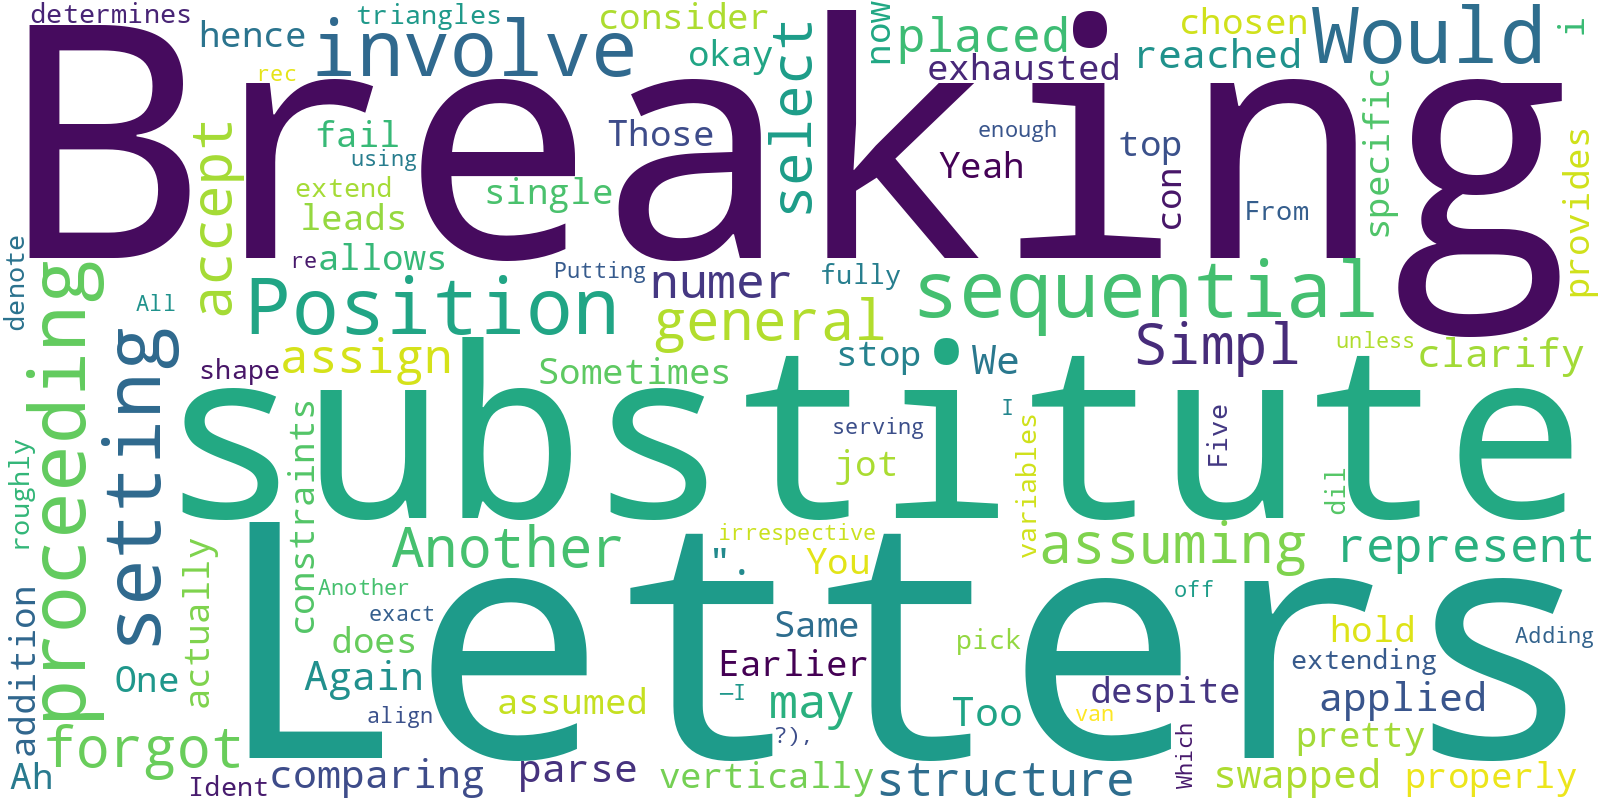 determines triangles consider chosen i
hence involve okay select now placed Would
rec exhausted reached
Breaking
fail Those enough top specific
using Yeah con
accept extend single From provides
leads
re allows Putting fully
denote All Position numer sequential
proceeding general
setting shape assign Sometimes stop We Simpl unless clarify
substitute
roughly constraints serving I Five
jot variables dil
Another irrespective assuming represent
actually ". You
Letters
Another off
addition exact Same pick hold Adding
does Earlier extending
One Again assumed —I may Too despite applied
align van
forgot ?), Which pretty
Ah Ident comparing parse vertically structure swapped properly